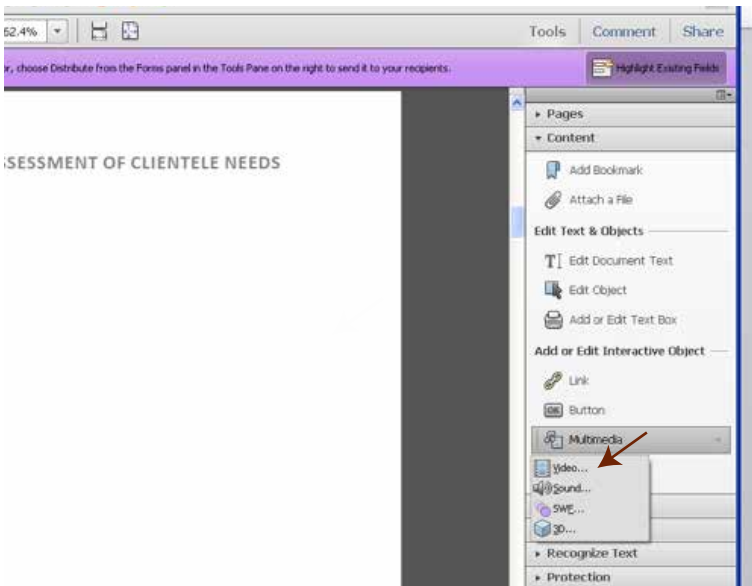 52.4%
Tools Comment Share
or, choose Distribute from the Forms panel in the Tools Pane on the right to send it to your recipients.
Highlight Existing Fields
Pages
Content
SSESSMENT OF CLIENTELE NEEDS
Add Bookmark
Attach a File
Edit Text & Objects
Edit Document Text
Edit Object
Add or Edit Text Box
Add or Edit Interactive Object
Link
OK Button
Multimedia
Video...
Sound...
SWF...
3D...
Recognize Text
Protection